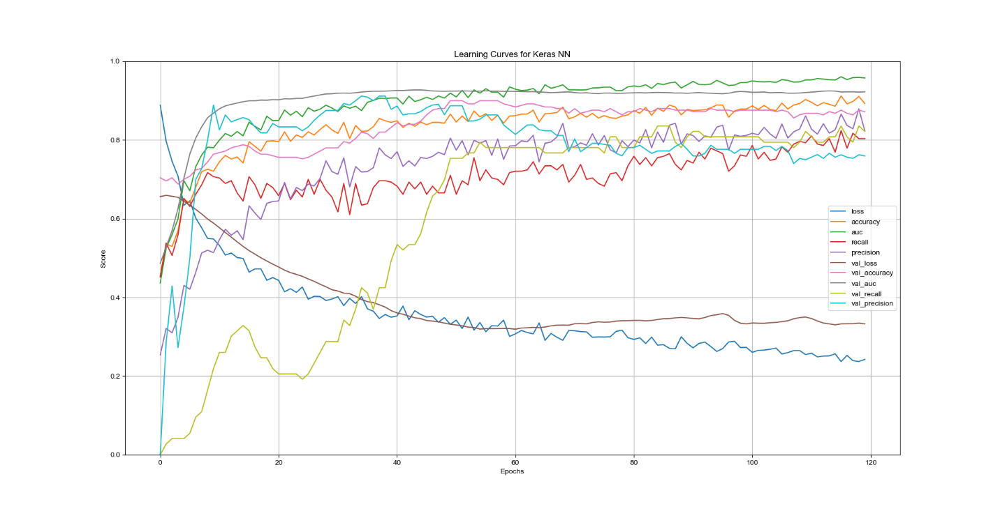 Learning Curves for Keras NN
1.0
0.8
0.6
0.4
0.2
0.0
Score
0 20 40 60 80 100 120
Epochs
loss
accuracy
auc
recall
precision
val_loss
val_accuracy
val_auc
val_recall
val_precision